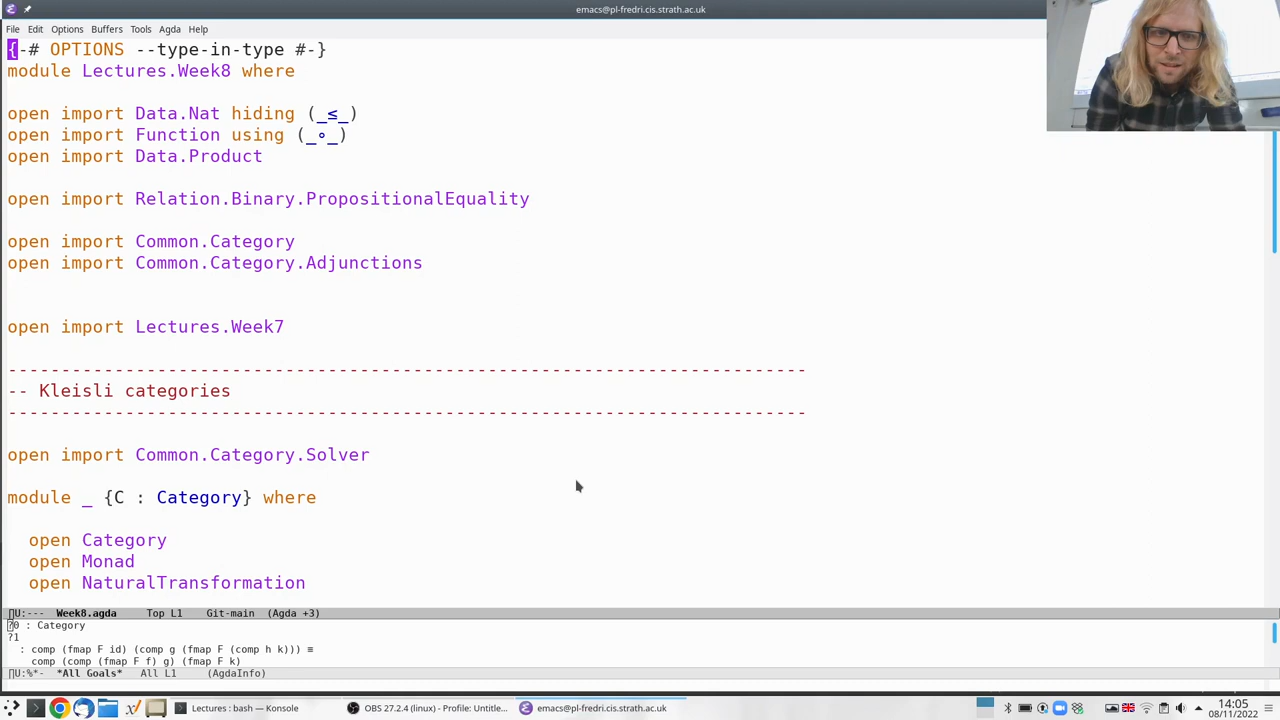 emacs@pl-fredri.cis.strath.ac.uk
File Edit Options Buffers Tools Agda Help
{-# OPTIONS --type-in-type #-}
module Lectures.Week8 where
open import Data.Nat hiding (_≤_)
open import Function using (_∘_)
open import Data.Product
open import Relation.Binary.PropositionalEquality
open import Common.Category
open import Common.Category.Adjunctions
open import Lectures.Week7
----------------------------------------------------------------------------
-- Kleisli categories
----------------------------------------------------------------------------
open import Common.Category.Solver
module _ {C : Category} where
open Category
open Monad
open NaturalTransformation
U:--- Week8.agda Top L1 Git-main (Agda +3)
?0 : Category
?1
: comp (fmap F id) (comp g (fmap F (comp h k))) ≡
comp (comp (fmap F f) g) (fmap F k)
U:%*- *All Goals* All L1 (AgdaInfo)
Lectures : bash — Konsole
OBS 27.2.4 (linux) - Profile: Untitle...
emacs@pl-fredri.cis.strath.ac.uk
14:05
08/11/2022